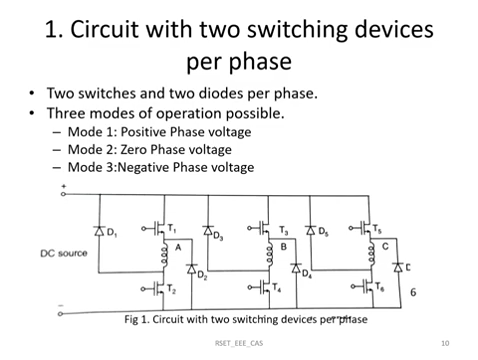 1. Circuit with two switching devices
per phase
• Two switches and two diodes per phase.
• Three modes of operation possible.
– Mode 1: Positive Phase voltage
– Mode 2: Zero Phase voltage
– Mode 3:Negative Phase voltage
+
D1 T1 D3 T3 D5 T5
A B C
DC source
D2 D4 D
T2 T4 T6 6
–
Fig 1. Circuit with two switching devices per phase
RSET_EEE_CAS 10